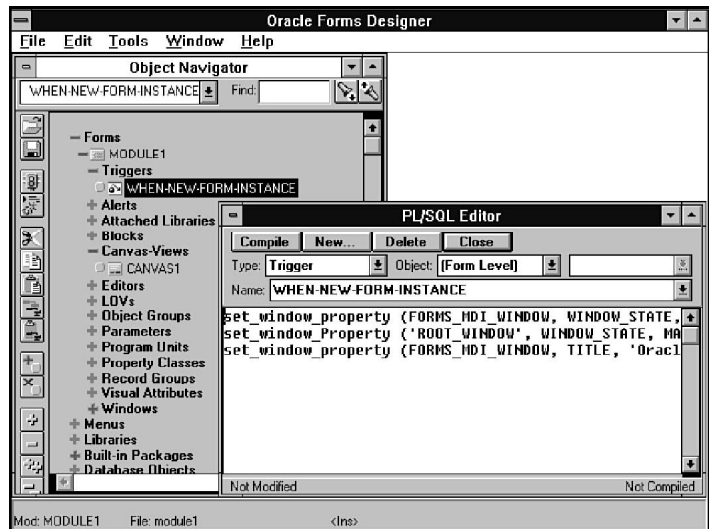 Oracle Forms Designer
File Edit Tools Window Help
Object Navigator
WHEN-NEW-FORM-INSTANCE Find:
Forms
MODULE1
Triggers
WHEN-NEW-FORM-INSTANCE
Alerts
Attached Libraries
Blocks
Canvas-Views
CANVAS1
Editors
LOVs
Object Groups
Parameters
Program Units
Property Classes
Record Groups
Visual Attributes
Windows
Menus
Libraries
Built-in Packages
Database Objects
PL/SQL Editor
Compile New... Delete Close
Type: Trigger Object: (Form Level)
Name: WHEN-NEW-FORM-INSTANCE
set_window_property (FORMS_MDI_WINDOW, WINDOW_STATE,
set_window_Property ('ROOT_WINDOW', WINDOW_STATE, MA
set_window_property (FORMS_MDI_WINDOW, TITLE, 'Oracl
Not Modified Not Compiled
Mod: MODULE1 File: module1 <Ins>